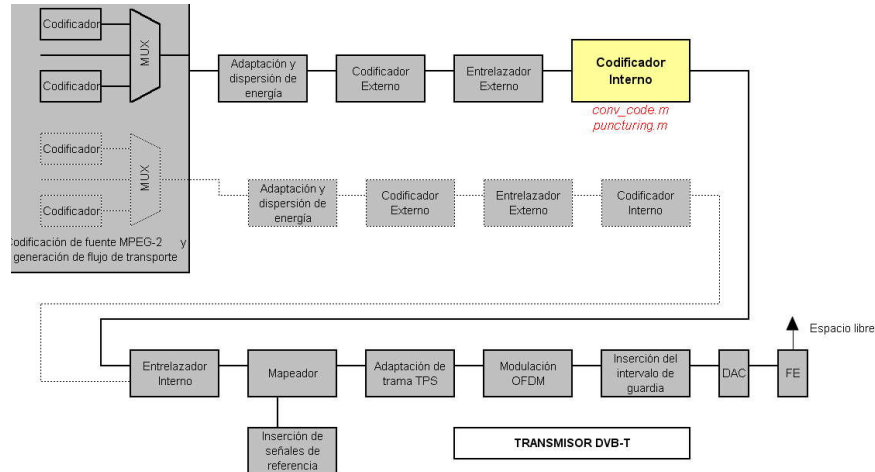 Codificador
MUX
Codificador
Adaptación y
dispersión de
energía
Codificador
Externo
Entrelazador
Externo
Codificador
Interno
conv_code.m
puncturing.m
Codificador
MUX
Codificador
Adaptación y
dispersión de
energía
Codificador
Externo
Entrelazador
Externo
Codificador
Interno
Codificación de fuente MPEG-2 y
generación de flujo de transporte
Espacio libre
Entrelazador
Interno
Mapeador
Adaptación de
trama TPS
Modulación
OFDM
Inserción del
intervalo de
guardia
DAC
FE
Inserción de
señales de
referencia
TRANSMISOR DVB-T